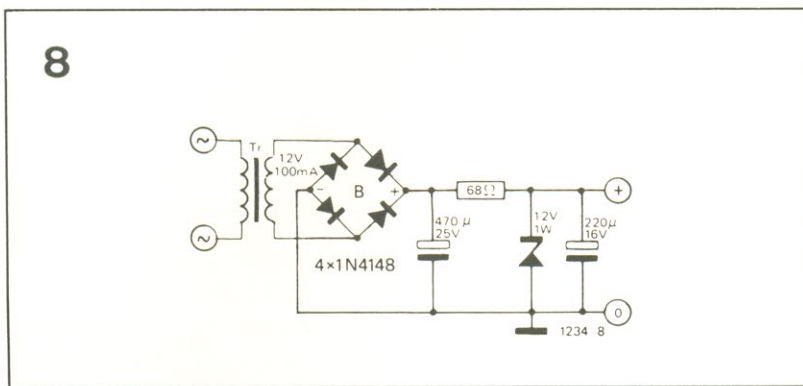 8
~
Tr
12V
100mA
~
B
-
+
4×1N4148
470 µ
25V
68Ω
12V
1W
220µ
16V
+
0
1234 8